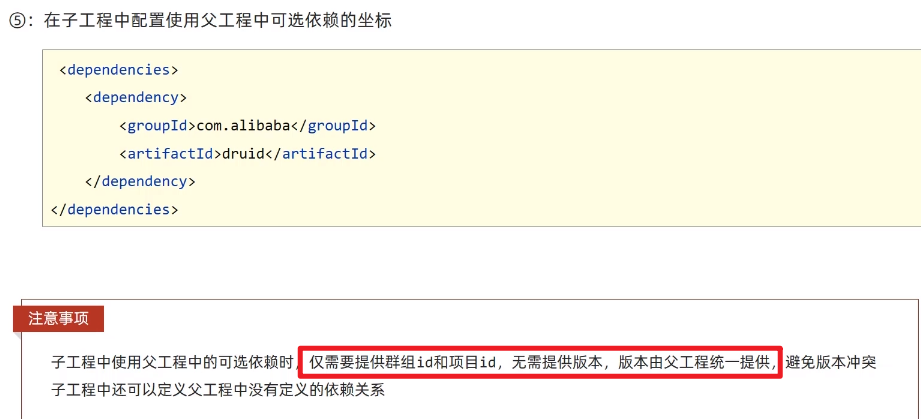 ⑤：在子工程中配置使用父工程中可选依赖的坐标
<dependencies>
<dependency>
<groupId>com.alibaba</groupId>
<artifactId>druid</artifactId>
</dependency>
</dependencies>
注意事项
子工程中使用父工程中的可选依赖时，仅需要提供群组id和项目id，无需提供版本，版本由父工程统一提供，避免版本冲突
子工程中还可以定义父工程中没有定义的依赖关系